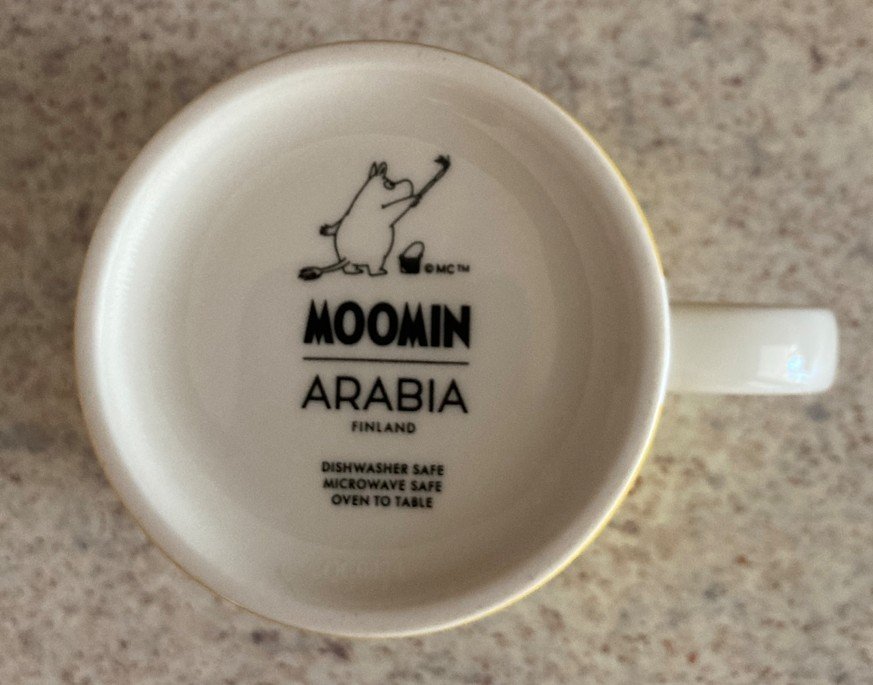 ©MC™
MOOMIN
ARABIA
FINLAND
DISHWASHER SAFE
MICROWAVE SAFE
OVEN TO TABLE